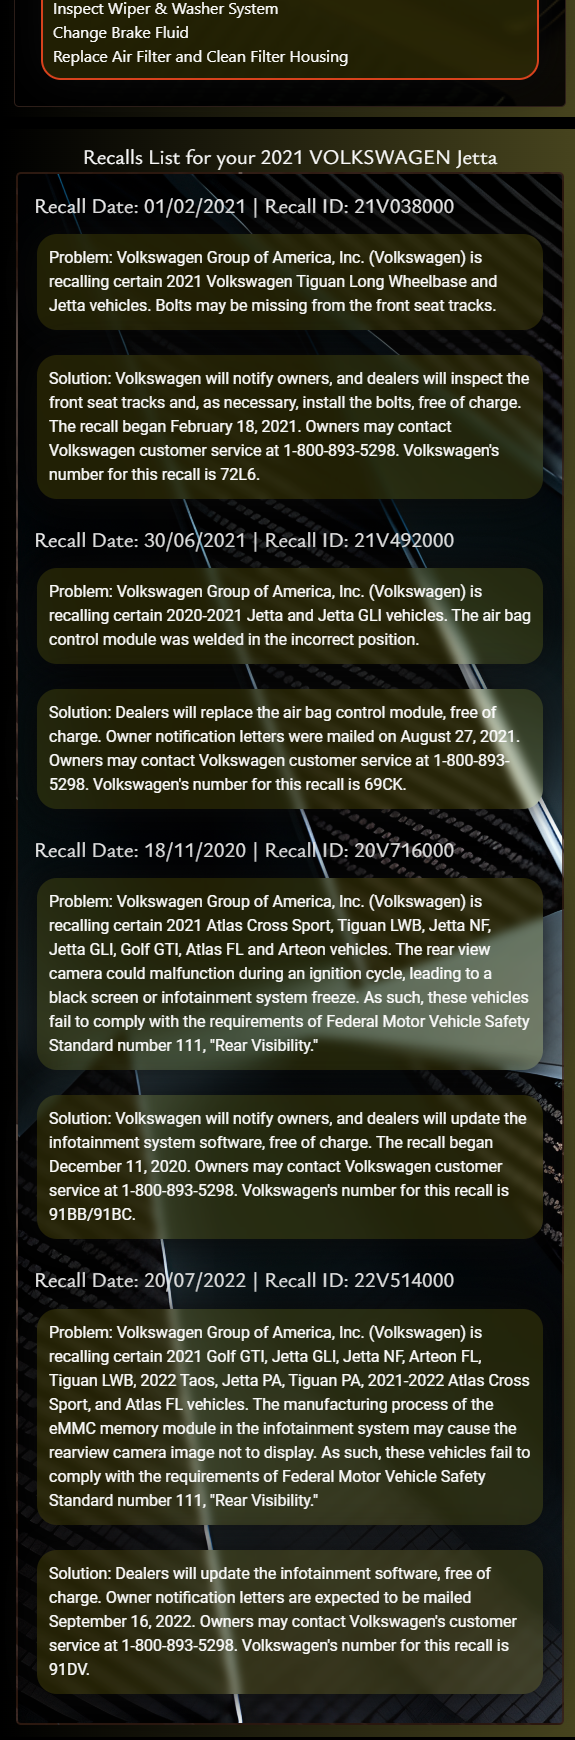 Inspect Wiper & Washer System
Change Brake Fluid
Replace Air Filter and Clean Filter Housing
Recalls List for your 2021 VOLKSWAGEN Jetta
Recall Date: 01/02/2021 | Recall ID: 21V038000
Problem: Volkswagen Group of America, Inc. (Volkswagen) is
recalling certain 2021 Volkswagen Tiguan Long Wheelbase and
Jetta vehicles. Bolts may be missing from the front seat tracks.
Solution: Volkswagen will notify owners, and dealers will inspect the
front seat tracks and, as necessary, install the bolts, free of charge.
The recall began February 18, 2021. Owners may contact
Volkswagen customer service at 1-800-893-5298. Volkswagen's
number for this recall is 72L6.
Recall Date: 30/06/2021 | Recall ID: 21V492000
Problem: Volkswagen Group of America, Inc. (Volkswagen) is
recalling certain 2020-2021 Jetta and Jetta GLI vehicles. The air bag
control module was welded in the incorrect position.
Solution: Dealers will replace the air bag control module, free of
charge. Owner notification letters were mailed on August 27, 2021.
Owners may contact Volkswagen customer service at 1-800-893-
5298. Volkswagen's number for this recall is 69CK.
Recall Date: 18/11/2020 | Recall ID: 20V716000
Problem: Volkswagen Group of America, Inc. (Volkswagen) is
recalling certain 2021 Atlas Cross Sport, Tiguan LWB, Jetta NF,
Jetta GLI, Golf GTI, Atlas FL and Arteon vehicles. The rear view
camera could malfunction during an ignition cycle, leading to a
black screen or infotainment system freeze. As such, these vehicles
fail to comply with the requirements of Federal Motor Vehicle Safety
Standard number 111, "Rear Visibility."
Solution: Volkswagen will notify owners, and dealers will update the
infotainment system software, free of charge. The recall began
December 11, 2020. Owners may contact Volkswagen customer
service at 1-800-893-5298. Volkswagen's number for this recall is
91BB/91BC.
Recall Date: 20/07/2022 | Recall ID: 22V514000
Problem: Volkswagen Group of America, Inc. (Volkswagen) is
recalling certain 2021 Golf GTI, Jetta GLI, Jetta NF, Arteon FL,
Tiguan LWB, 2022 Taos, Jetta PA, Tiguan PA, 2021-2022 Atlas Cross
Sport, and Atlas FL vehicles. The manufacturing process of the
eMMC memory module in the infotainment system may cause the
rearview camera image not to display. As such, these vehicles fail to
comply with the requirements of Federal Motor Vehicle Safety
Standard number 111, "Rear Visibility."
Solution: Dealers will update the infotainment software, free of
charge. Owner notification letters are expected to be mailed
September 16, 2022. Owners may contact Volkswagen's customer
service at 1-800-893-5298. Volkswagen's number for this recall is
91DV.